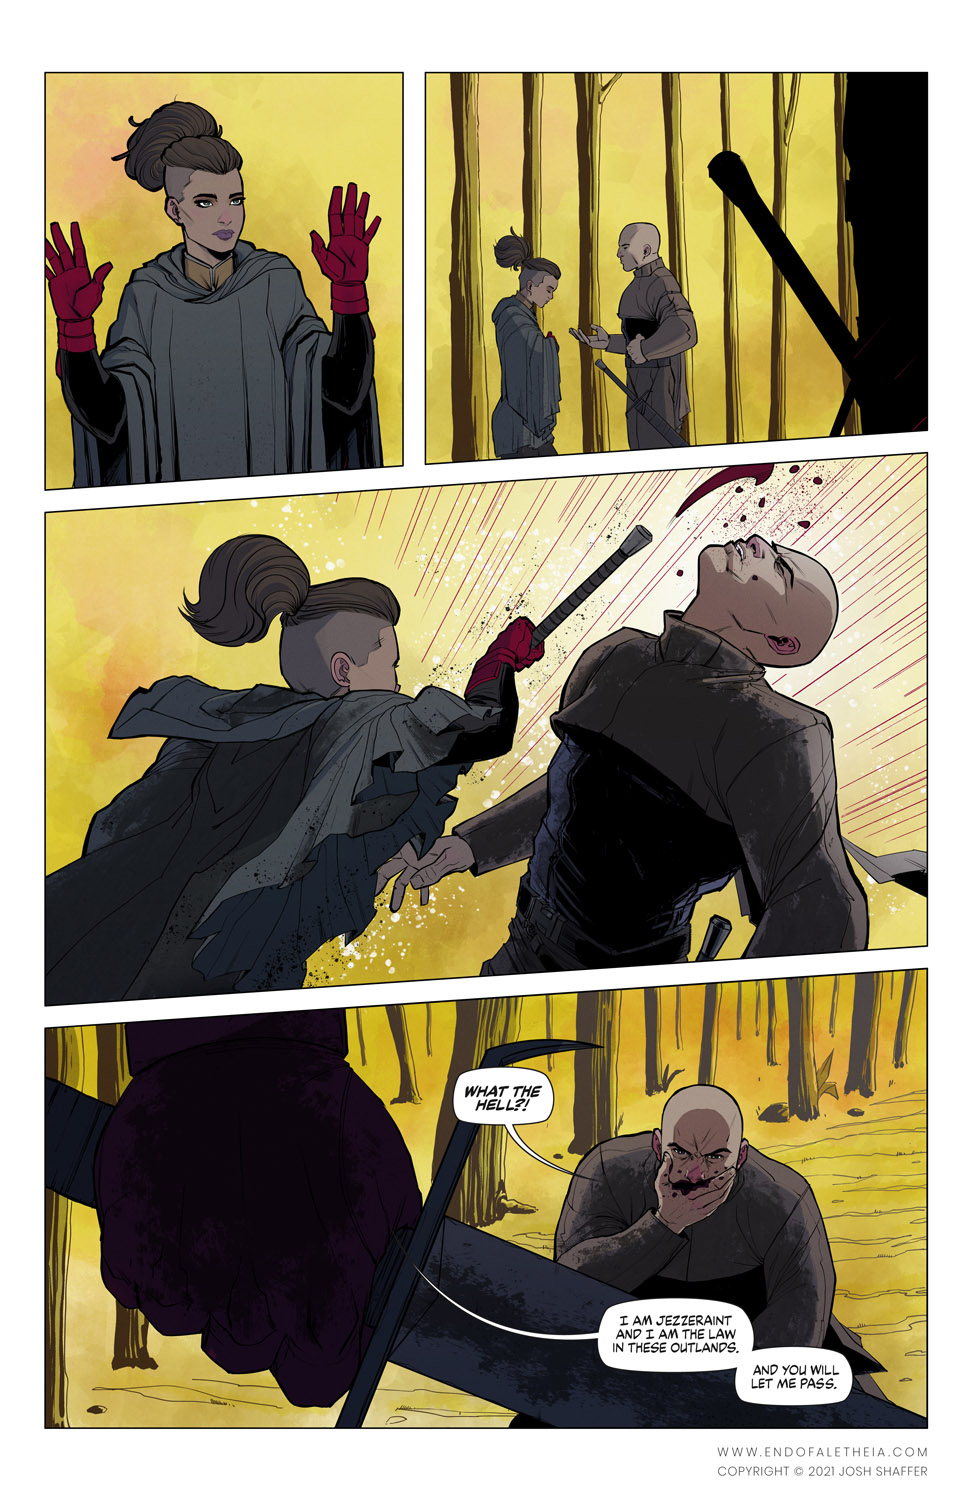 WHAT THE
HELL?!
I AM JEZZERAINT
AND I AM THE LAW
IN THESE OUTLANDS.
AND YOU WILL
LET ME PASS.
WWW.ENDOFALETHEIA.COM
COPYRIGHT © 2021 JOSH SHAFFER